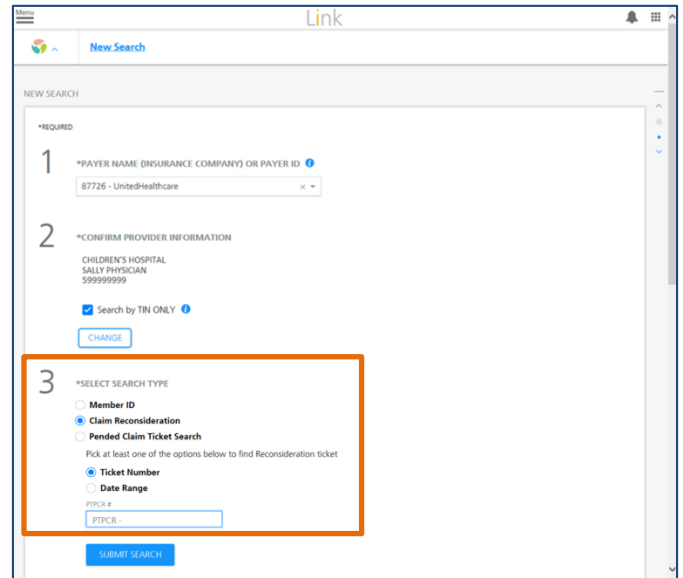 Menu
Link
New Search
NEW SEARCH
*REQUIRED
1
*PAYER NAME (INSURANCE COMPANY) OR PAYER ID i
87726 - UnitedHealthcare × 
2
*CONFIRM PROVIDER INFORMATION
CHILDREN'S HOSPITAL
SALLY PHYSICIAN
599999999
Search by TIN ONLY i
CHANGE
3
*SELECT SEARCH TYPE
Member ID
Claim Reconsideration
Pended Claim Ticket Search
Pick at least one of the options below to find Reconsideration ticket
Ticket Number
Date Range
PTPCR #
PTPCR -
SUBMIT SEARCH